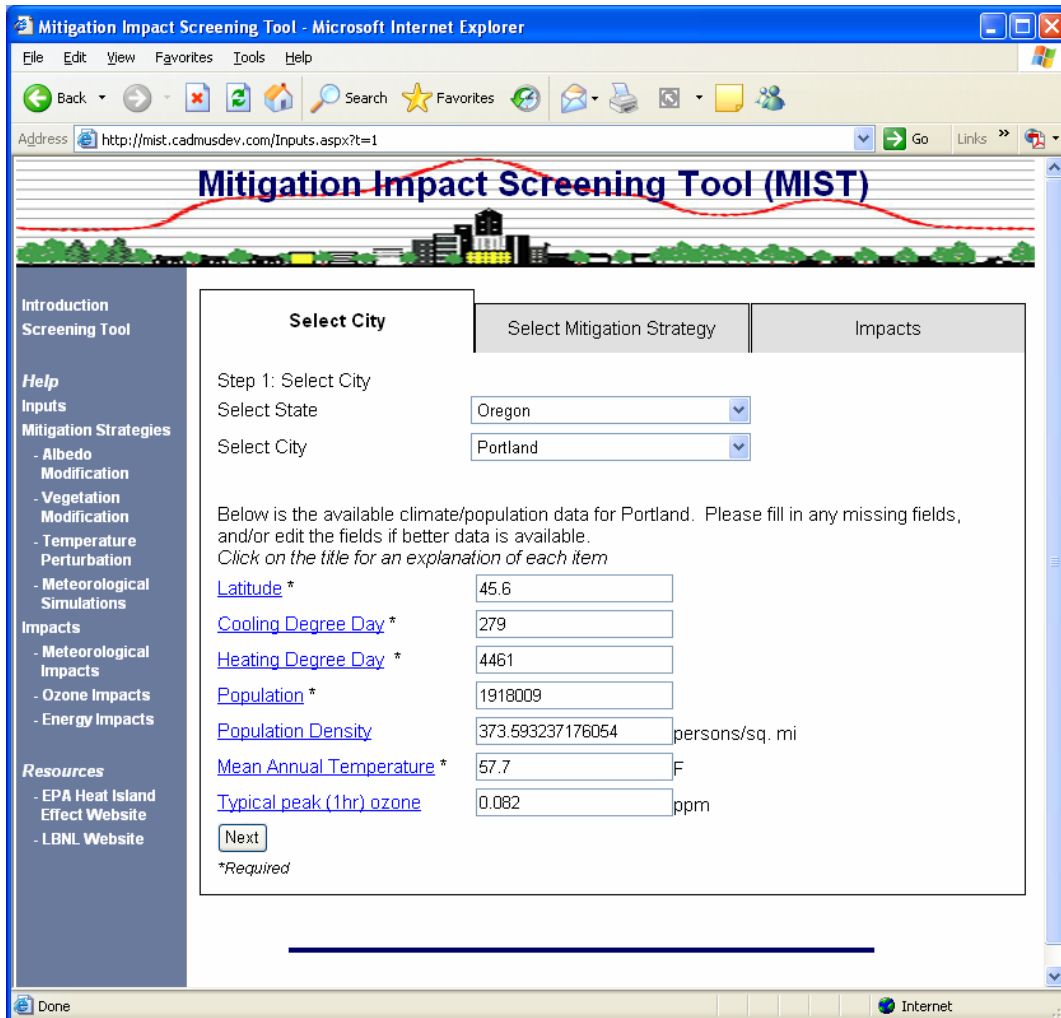 Mitigation Impact Screening Tool - Microsoft Internet Explorer
File Edit View Favorites Tools Help
Back Search Favorites
Address http://mist.cadmusdev.com/Inputs.aspx?t=1 Go Links »
Mitigation Impact Screening Tool (MIST)
Introduction
Screening Tool
Help
Inputs
Mitigation Strategies
- Albedo
Modification
- Vegetation
Modification
- Temperature
Perturbation
- Meteorological
Simulations
Impacts
- Meteorological
Impacts
- Ozone Impacts
- Energy Impacts
Resources
- EPA Heat Island
Effect Website
- LBNL Website
Select City Select Mitigation Strategy Impacts
Step 1: Select City
Select State Oregon
Select City Portland
Below is the available climate/population data for Portland. Please fill in any missing fields,
and/or edit the fields if better data is available.
Click on the title for an explanation of each item
Latitude * 45.6
Cooling Degree Day * 279
Heating Degree Day * 4461
Population * 1918009
Population Density 373.593237176054 persons/sq. mi
Mean Annual Temperature * 57.7 F
Typical peak (1hr) ozone 0.082 ppm
Next
*Required
Done Internet